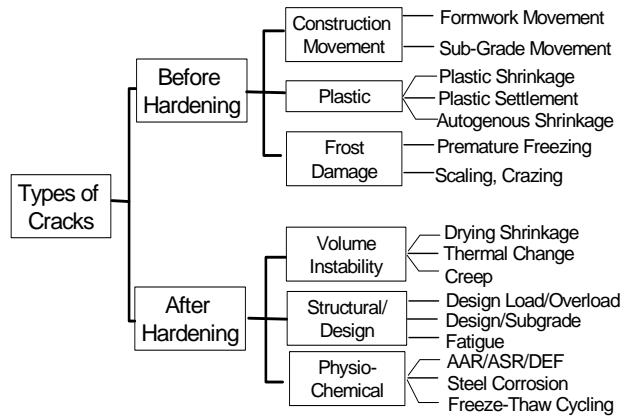 Types of
Cracks
Before
Hardening
Construction
Movement
Formwork Movement
Sub-Grade Movement
Plastic
Plastic Shrinkage
Plastic Settlement
Autogenous Shrinkage
Frost
Damage
Premature Freezing
Scaling, Crazing
After
Hardening
Volume
Instability
Drying Shrinkage
Thermal Change
Creep
Structural/
Design
Design Load/Overload
Design/Subgrade
Fatigue
Physio-
Chemical
AAR/ASR/DEF
Steel Corrosion
Freeze-Thaw Cycling